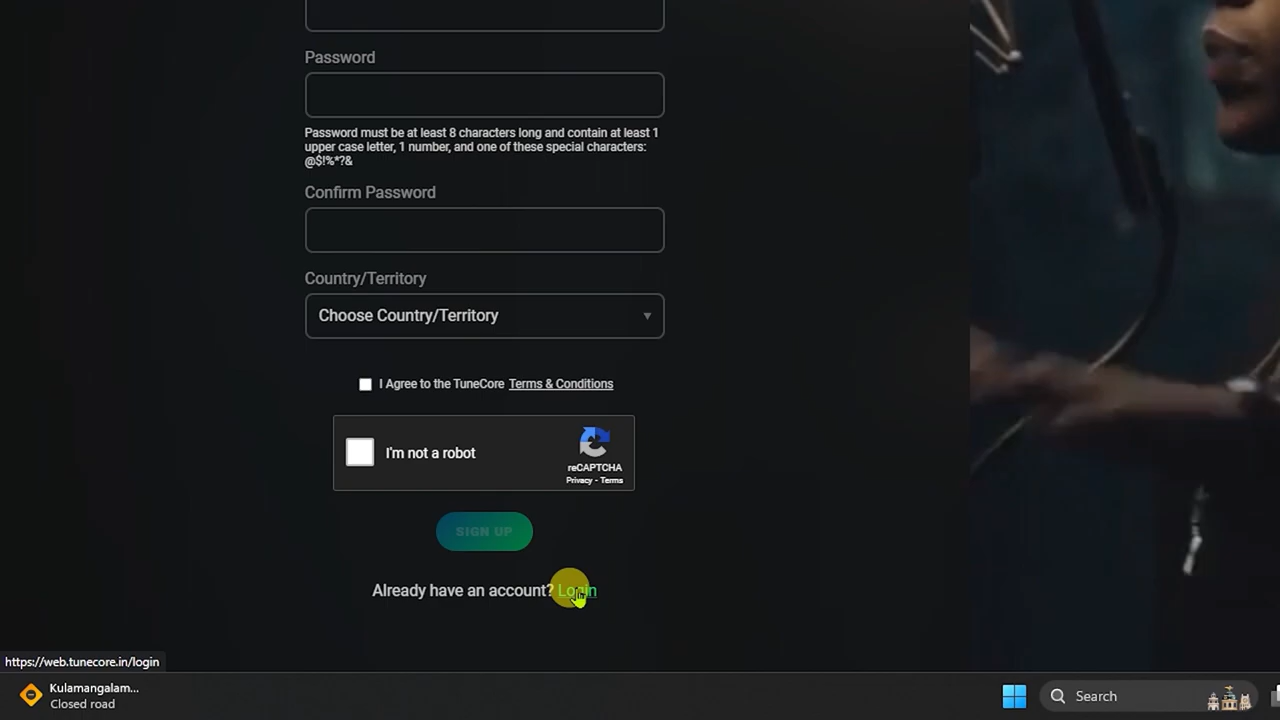 Password
Password must be at least 8 characters long and contain at least 1
upper case letter, 1 number, and one of these special characters:
@$!%*?&
Confirm Password
Country/Territory
Choose Country/Territory
I Agree to the TuneCore Terms & Conditions
I'm not a robot
reCAPTCHA
Privacy - Terms
SIGN UP
Already have an account? Login
https://web.tunecore.in/login
Kulamangalam...
Closed road
Search